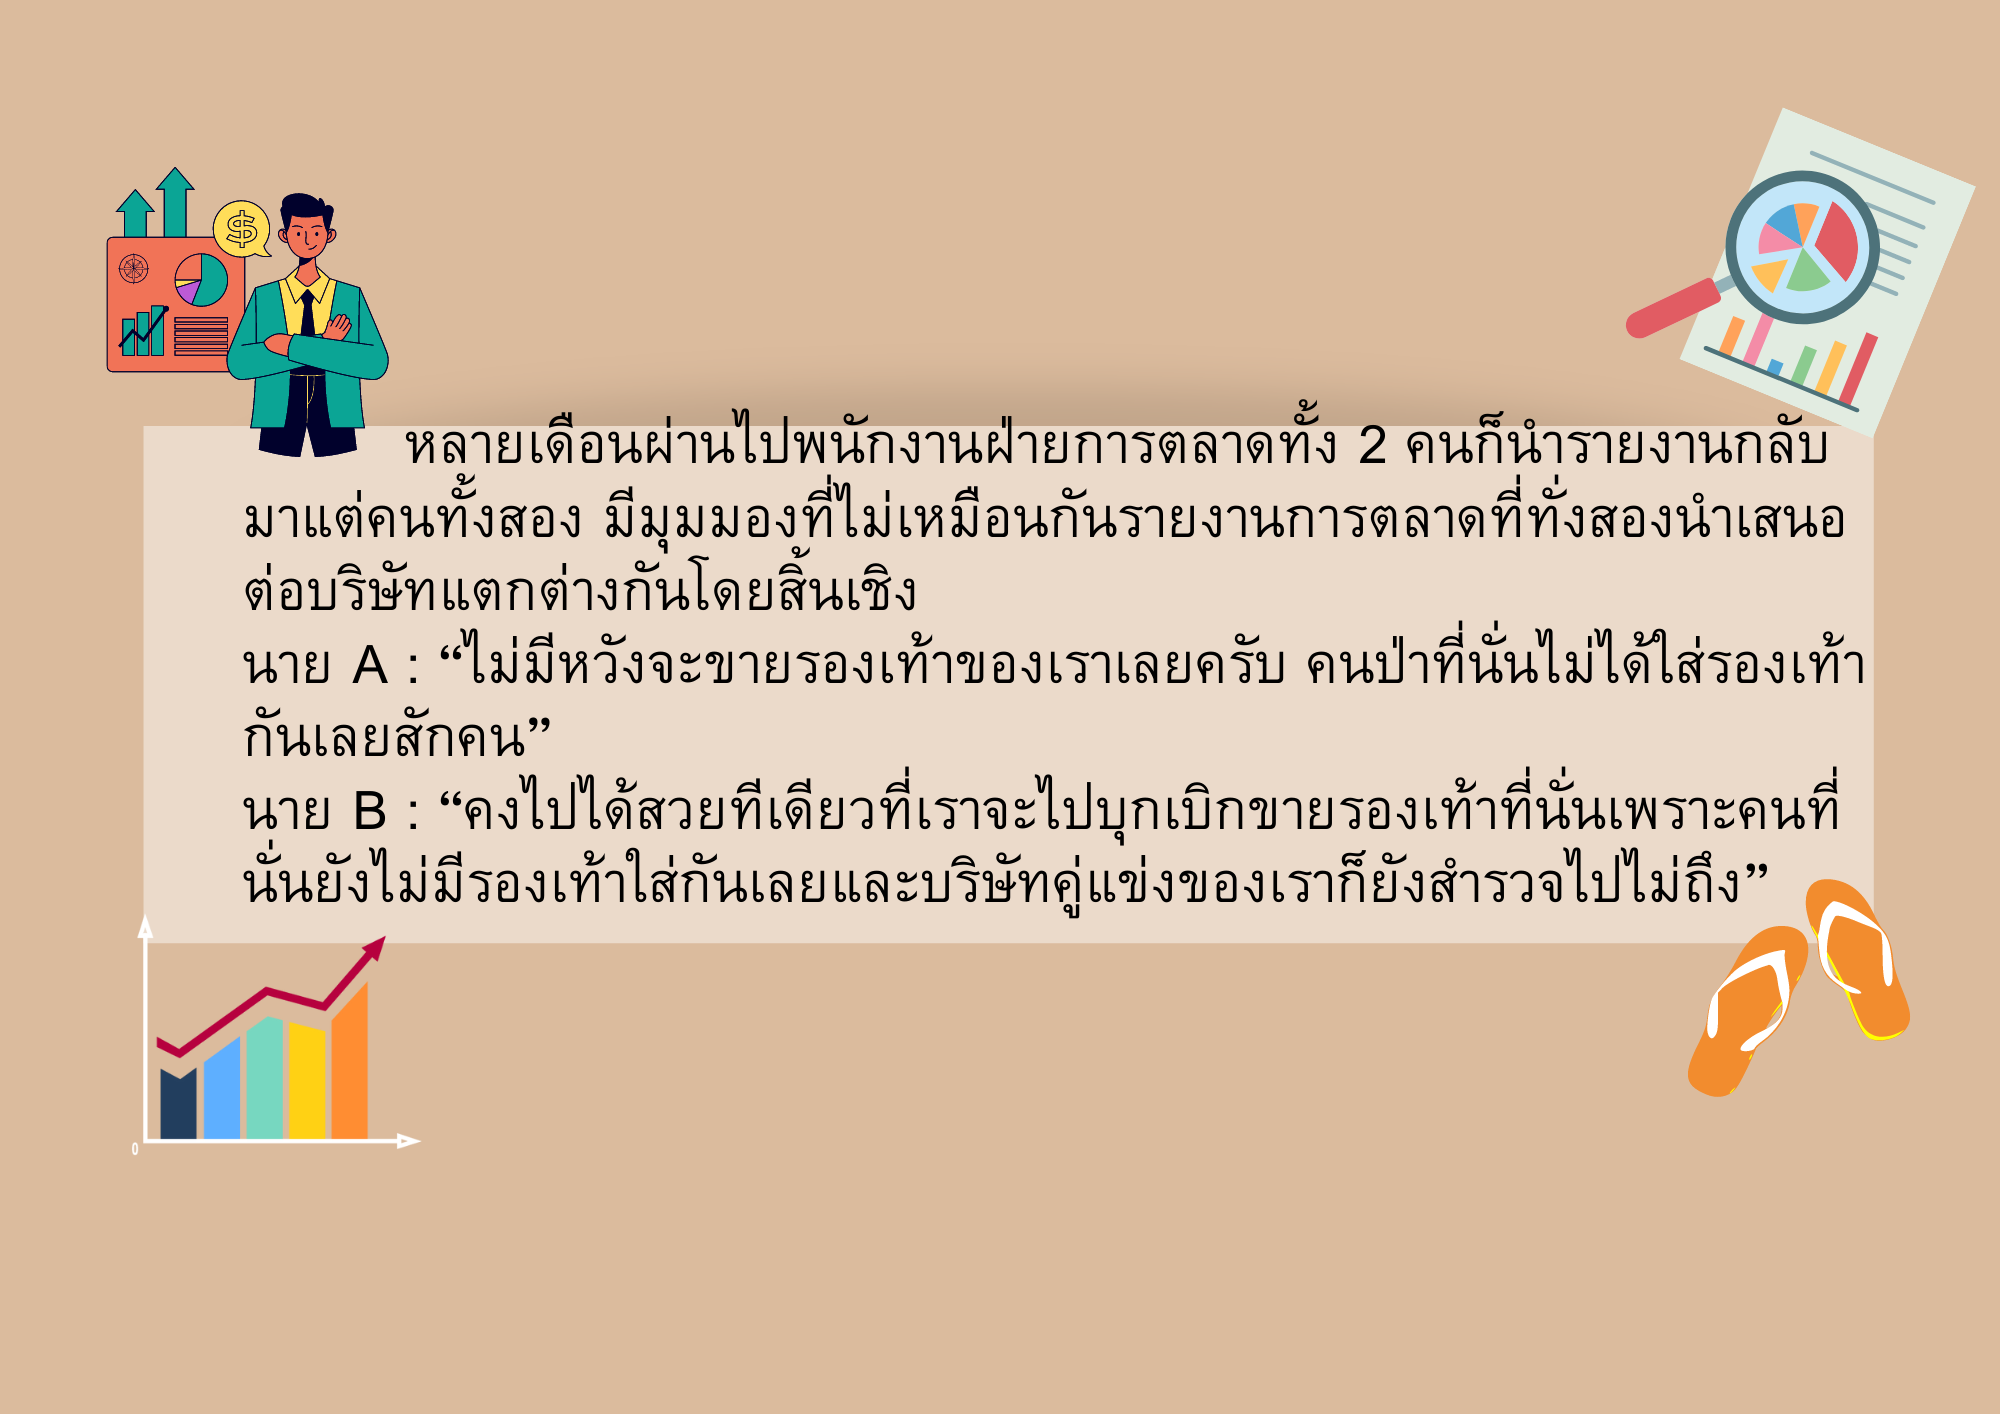 หลายเดือนผ่านไปพนักงานฝ่ายการตลาดทั้ง 2 คนก็นำรายงานกลับ
มาแต่คนทั้งสอง มีมุมมองที่ไม่เหมือนกันรายงานการตลาดที่ทั่งสองนำเสนอ
ต่อบริษัทแตกต่างกันโดยสิ้นเชิง
นาย A : “ไม่มีหวังจะขายรองเท้าของเราเลยครับ คนป่าที่นั่นไม่ได้ใส่รองเท้า
กันเลยสักคน”
นาย B : “คงไปได้สวยทีเดียวที่เราจะไปบุกเบิกขายรองเท้าที่นั่นเพราะคนที่
นั่นยังไม่มีรองเท้าใส่กันเลยและบริษัทคู่แข่งของเราก็ยังสำรวจไปไม่ถึง”
$
0